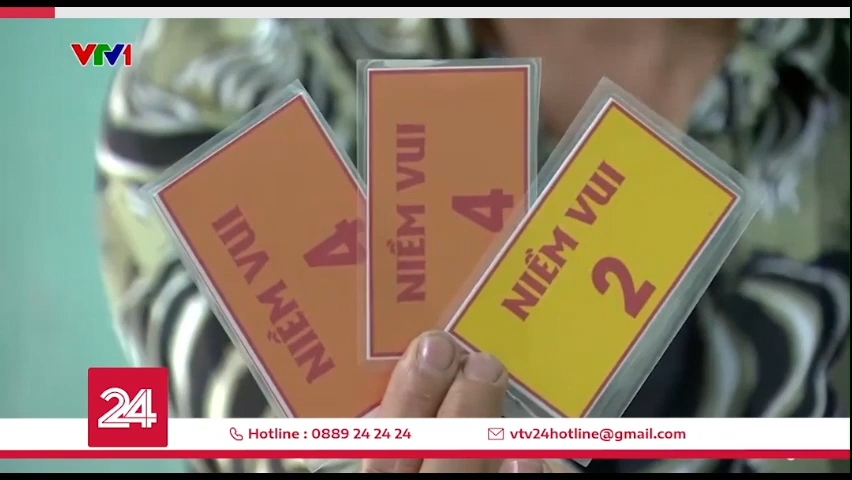 VTV1
NIỀM VUI
4
NIỀM VUI
4
NIỀM VUI
2
24
Hotline : 0889 24 24 24
vtv24hotline@gmail.com